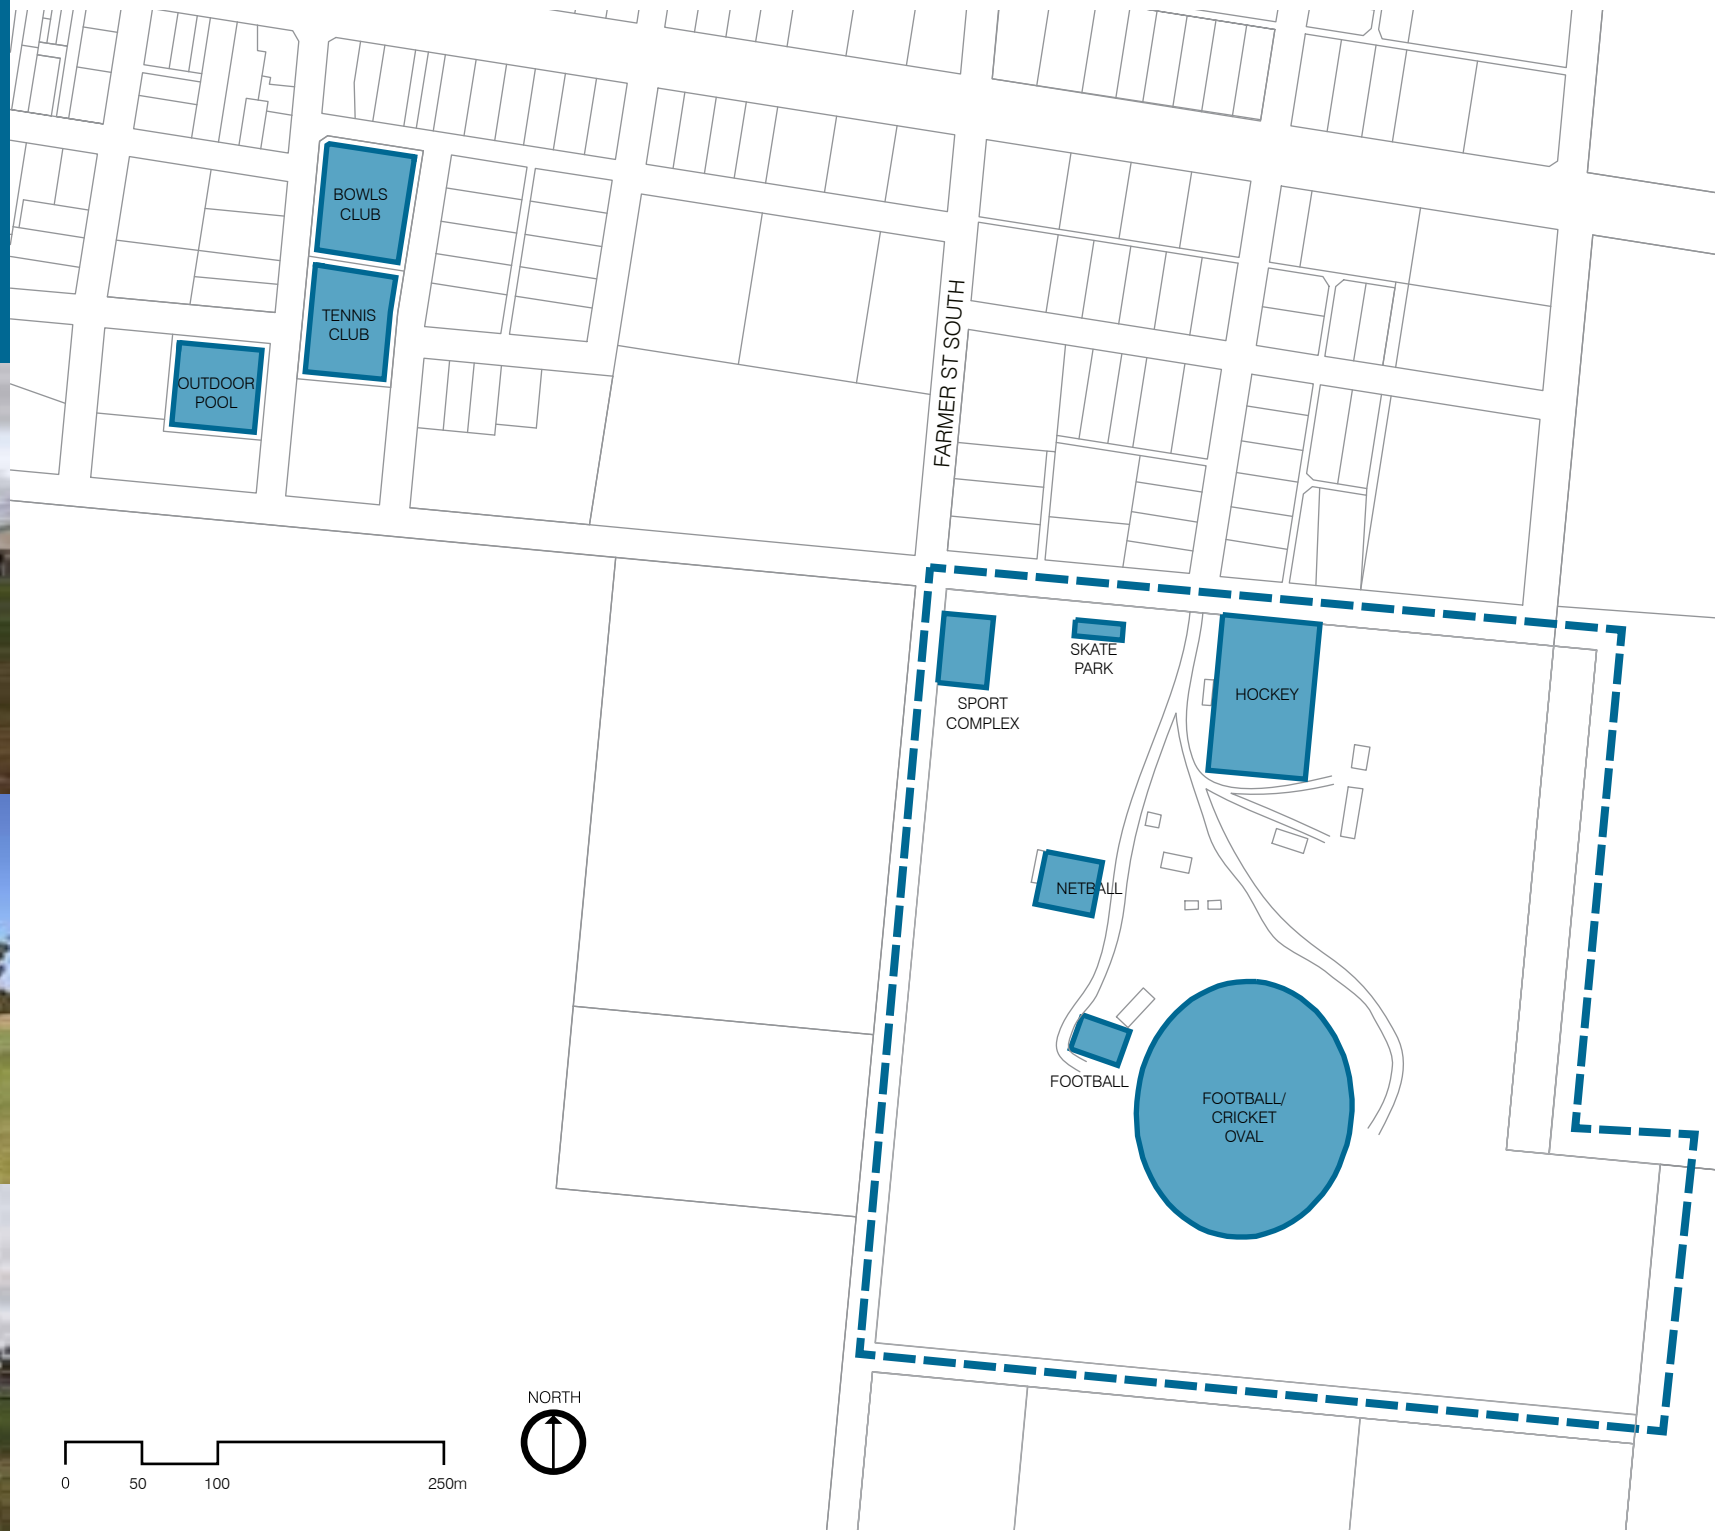 BOWLS
CLUB
TENNIS
CLUB
OUTDOOR
POOL
FARMER ST SOUTH
SPORT
COMPLEX
SKATE
PARK
HOCKEY
NETBALL
FOOTBALL
FOOTBALL/
CRICKET
OVAL
NORTH
0 50 100 250m